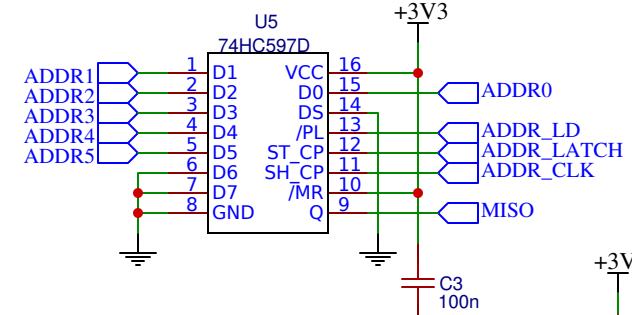 +3V3
U5
74HC597D
ADDR1 1 D1 VCC 16
ADDR2 2 D2 D0 15 ADDR0
ADDR3 3 D3 DS 14
ADDR4 4 D4 /PL 13 ADDR_LD
ADDR5 5 D5 ST_CP 12 ADDR_LATCH
6 D6 SH_CP 11 ADDR_CLK
7 D7 /MR 10
8 GND Q 9 MISO
+3V
C3
100n